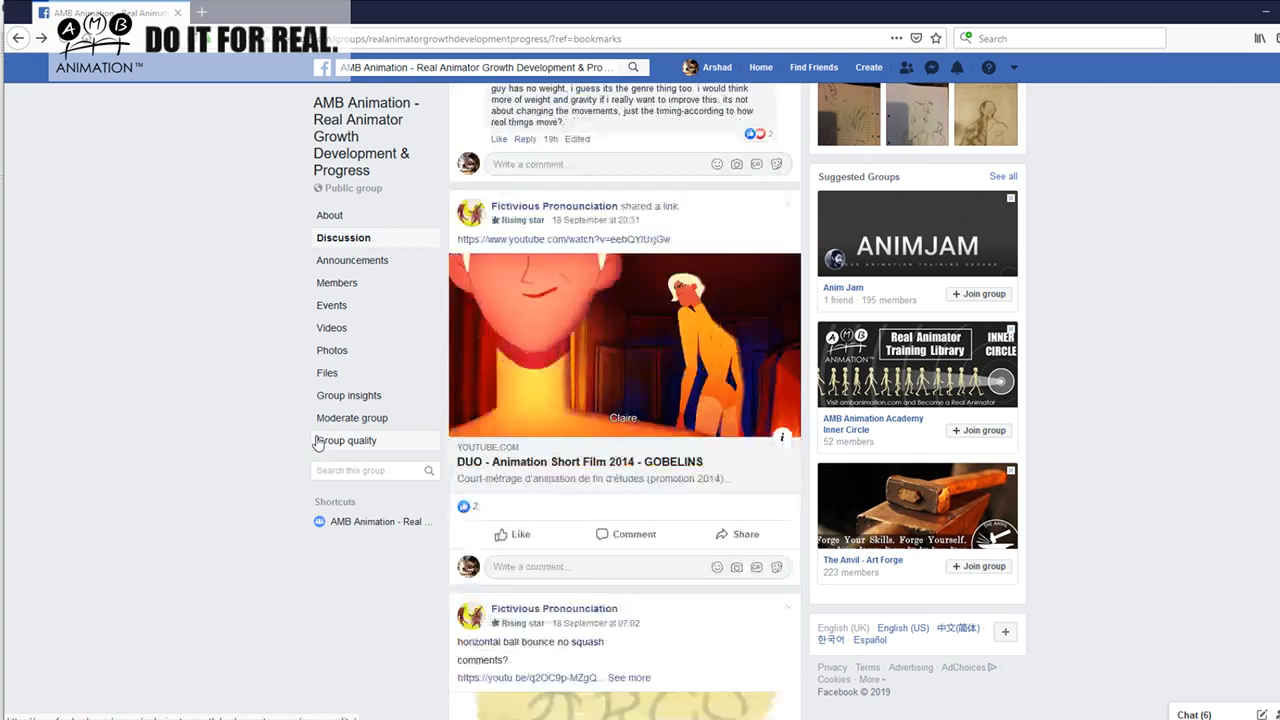 AMB Animation - Real Animat
AMB
ANIMATION™
DO IT FOR REAL.
groups/realanimatorgrowthdevelopmentprogress/?ref=bookmarks
Search
AMB Animation - Real Animator Growth Development & Pro ...
Arshad
Home
Find Friends
Create
AMB Animation -
Real Animator
Growth
Development &
Progress
Public group
About
Discussion
Announcements
Members
Events
Videos
Photos
Files
Group insights
Moderate group
Group quality
Search this group
Shortcuts
AMB Animation - Real ...
guy has no weight, i guess its the genre thing too. i would think
more of weight and gravity if i really want to improve this. its not
about changing the movements, just the timing-according to how
real things move?.
Like Reply 19h Edited
2
Write a comment...
Fictivious Pronounciation shared a link.
Rising star · 18 September at 20:31
Claire.
i
YOUTUBE.COM
DUO - Animation Short Film 2014 - GOBELINS
Court-métrage d'animation de fin d'études (promotion 2014)...
2
Like
Comment
Share
Write a comment...
Fictivious Pronounciation
Rising star · 18 September at 07:02
horizontal ball bounce no squash
comments?
https://youtu.be/q2OC9p-MZgQ... See more
Suggested Groups
See all
ANIMJAM
Anim Jam
1 friend · 195 members
+ Join group
AMB
ANIMATION
Real Animator
Training Library
INNER
CIRCLE
Visit ambanimation.com and Become a Real Animator
AMB Animation Academy
Inner Circle
52 members
+ Join group
Forge Your Skills. Forge Yourself.
THE ANVIL
The Anvil - Art Forge
223 members
+ Join group
English (UK) · English (US) · 中文(简体) ·
한국어 · Español
+
Privacy · Terms · Advertising · AdChoices ·
Cookies · More
Facebook © 2019
Chat (6)